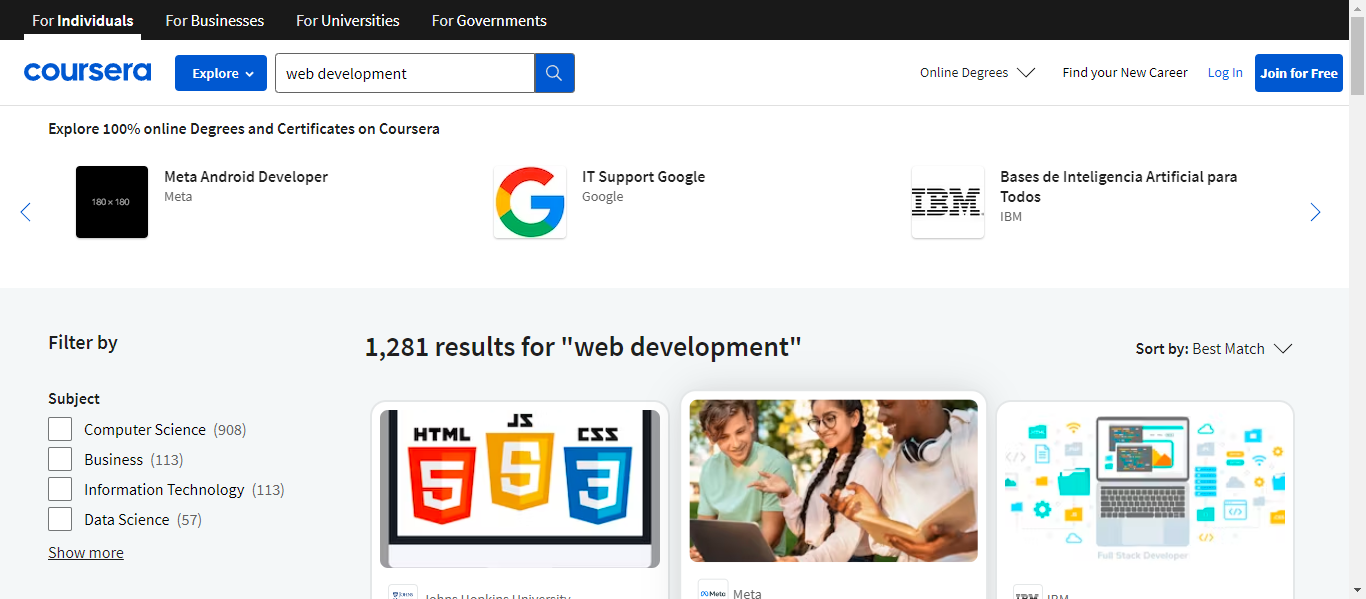 For Individuals For Businesses For Universities For Governments
coursera Explore web development Online Degrees Find your New Career Log In Join for Free
Explore 100% online Degrees and Certificates on Coursera
180 × 180
Meta Android Developer
Meta
IT Support Google
Google
IBM
Bases de Inteligencia Artificial para
Todos
IBM
Filter by
1,281 results for "web development"
Sort by: Best Match
Subject
Computer Science (908)
Business (113)
Information Technology (113)
Data Science (57)
Show more
HTML JS CSS
5 5 3
Full Stack Developer
Johns Hopkins University
Meta Meta
IBM IBM